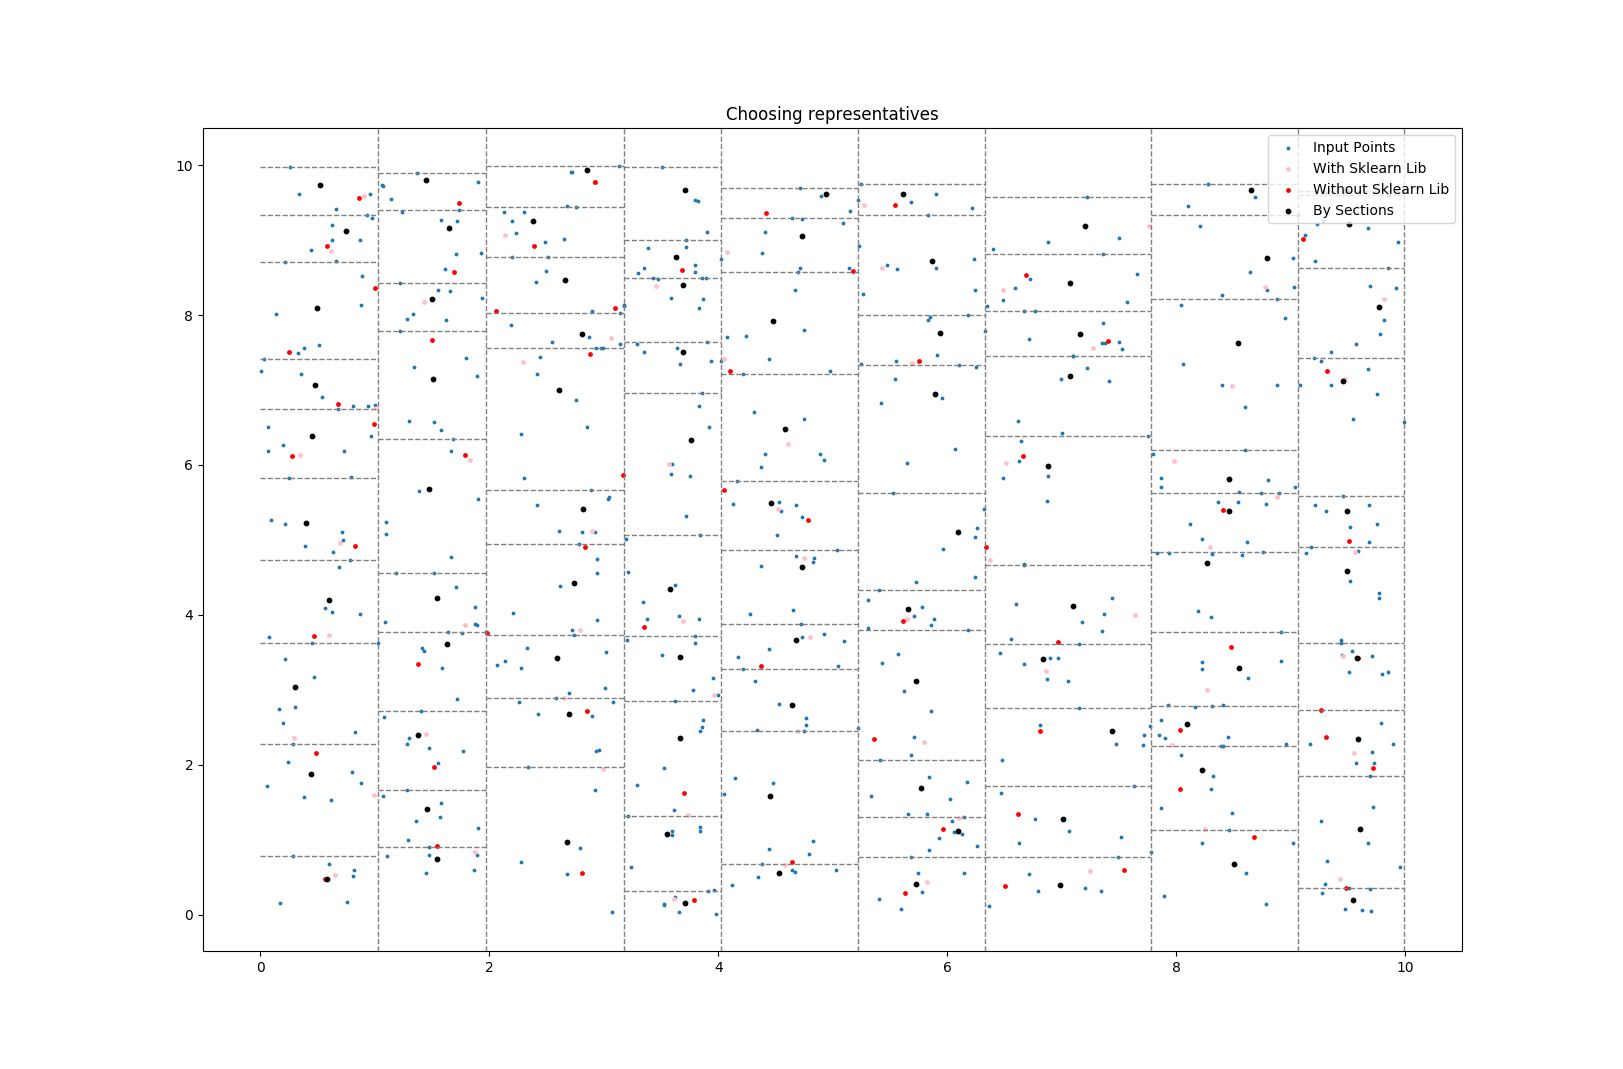 Choosing representatives
Input Points
With Sklearn Lib
Without Sklearn Lib
By Sections
10
8
6
4
2
0
0 2 4 6 8 10